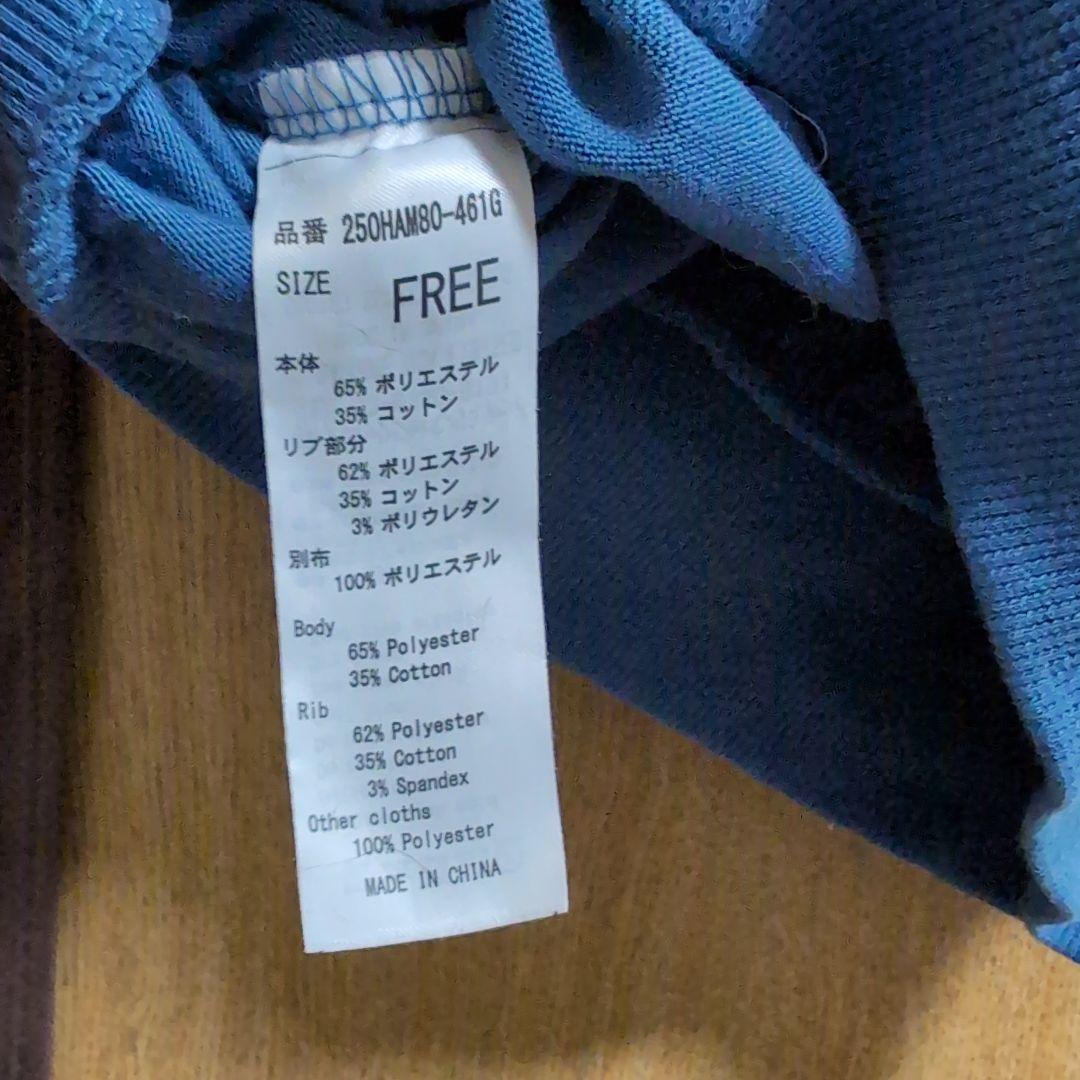 品番 250HAM80-461G
SIZE FREE
本体
65% ポリエステル
35% コットン
リブ部分
62% ポリエステル
35% コットン
3% ポリウレタン
別布
100% ポリエステル
Body
65% Polyester
35% Cotton
Rib
62% Polyester
35% Cotton
3% Spandex
Other cloths
100% Polyester
MADE IN CHINA